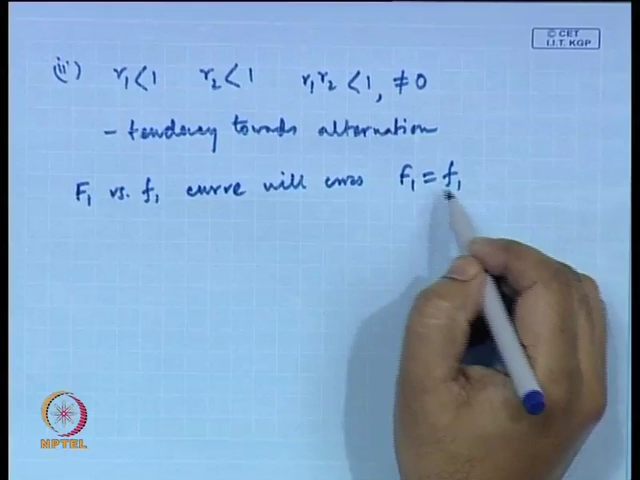 © CET
I.I.T. KGP
(ii) r₁<1 r₂<1 r₁r₂<1, ≠0
- tendency towards alternation
F₁ vs. f₁ curve will cross F₁=f₁
NPTEL